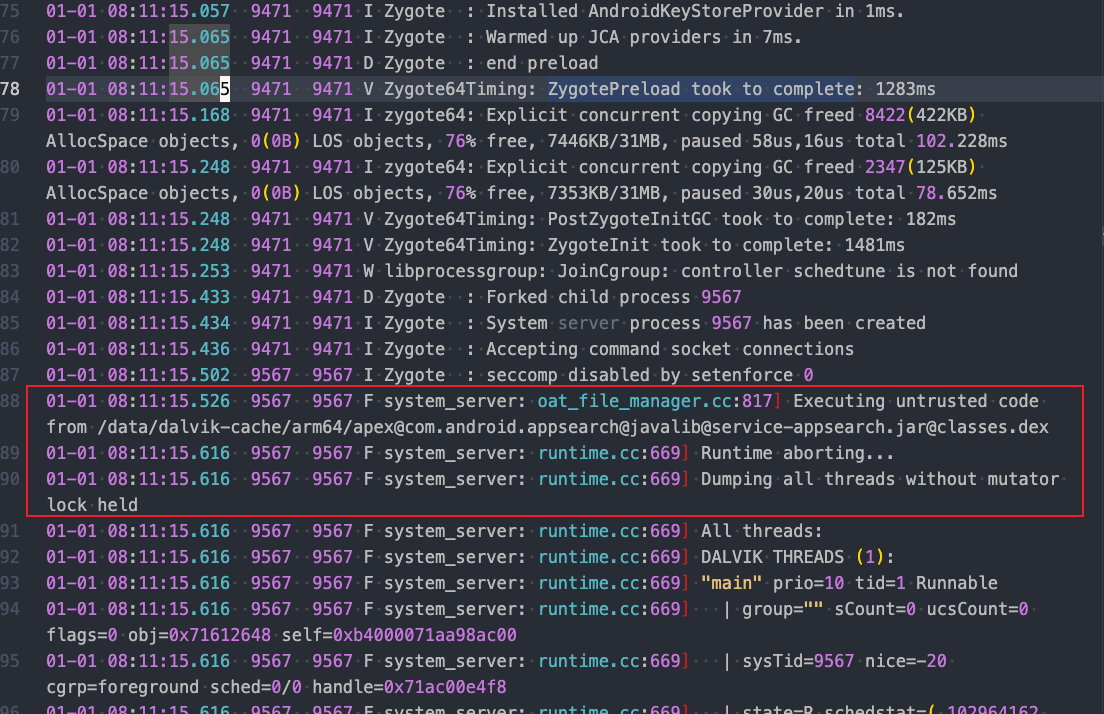 75 01-01 08:11:15.057 9471 9471 I Zygote : Installed AndroidKeyStoreProvider in 1ms.
76 01-01 08:11:15.065 9471 9471 I Zygote : Warmed up JCA providers in 7ms.
77 01-01 08:11:15.065 9471 9471 D Zygote : end preload
78 01-01 08:11:15.065 9471 9471 V Zygote64Timing: ZygotePreload took to complete: 1283ms
79 01-01 08:11:15.168 9471 9471 I zygote64: Explicit concurrent copying GC freed 8422(422KB)
AllocSpace objects, 0(0B) LOS objects, 76% free, 7446KB/31MB, paused 58us,16us total 102.228ms
80 01-01 08:11:15.248 9471 9471 I zygote64: Explicit concurrent copying GC freed 2347(125KB)
AllocSpace objects, 0(0B) LOS objects, 76% free, 7353KB/31MB, paused 30us,20us total 78.652ms
81 01-01 08:11:15.248 9471 9471 V Zygote64Timing: PostZygoteInitGC took to complete: 182ms
82 01-01 08:11:15.248 9471 9471 V Zygote64Timing: ZygoteInit took to complete: 1481ms
83 01-01 08:11:15.253 9471 9471 W libprocessgroup: JoinCgroup: controller schedtune is not found
84 01-01 08:11:15.433 9471 9471 D Zygote : Forked child process 9567
85 01-01 08:11:15.434 9471 9471 I Zygote : System server process 9567 has been created
86 01-01 08:11:15.436 9471 9471 I Zygote : Accepting command socket connections
87 01-01 08:11:15.502 9567 9567 I Zygote : seccomp disabled by setenforce 0
88 01-01 08:11:15.526 9567 9567 F system_server: oat_file_manager.cc:817] Executing untrusted code
from /data/dalvik-cache/arm64/apex@com.android.appsearch@javalib@service-appsearch.jar@classes.dex
89 01-01 08:11:15.616 9567 9567 F system_server: runtime.cc:669] Runtime aborting...
90 01-01 08:11:15.616 9567 9567 F system_server: runtime.cc:669] Dumping all threads without mutator
lock held
91 01-01 08:11:15.616 9567 9567 F system_server: runtime.cc:669] All threads:
92 01-01 08:11:15.616 9567 9567 F system_server: runtime.cc:669] DALVIK THREADS (1):
93 01-01 08:11:15.616 9567 9567 F system_server: runtime.cc:669] "main" prio=10 tid=1 Runnable
94 01-01 08:11:15.616 9567 9567 F system_server: runtime.cc:669]   | group="" sCount=0 ucsCount=0
flags=0 obj=0x71612648 self=0xb4000071aa98ac00
95 01-01 08:11:15.616 9567 9567 F system_server: runtime.cc:669]   | sysTid=9567 nice=-20
cgrp=foreground sched=0/0 handle=0x71ac00e4f8
96 01-01 08:11:15.616 9567 9567 F system_server: runtime.cc:669]   | state=R schedstat=( 102964162